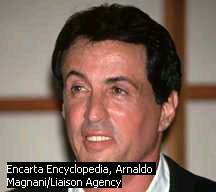 Encarta Encyclopedia, Arnaldo
Magnani/Liaison Agency